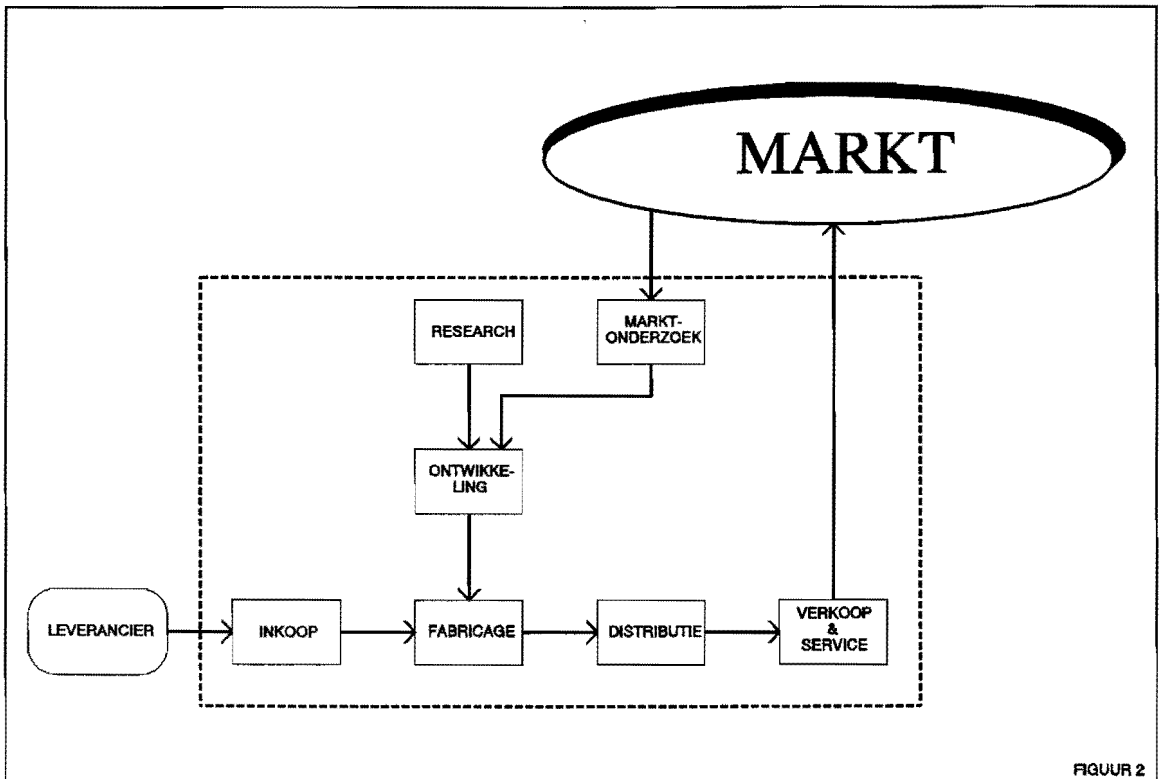 MARKT
RESEARCH
MARKT-
ONDERZOEK
ONTWIKKE-
LING
LEVERANCIER
INKOOP
FABRICAGE
DISTRIBUTIE
VERKOOP
&
SERVICE
FIGUUR 2